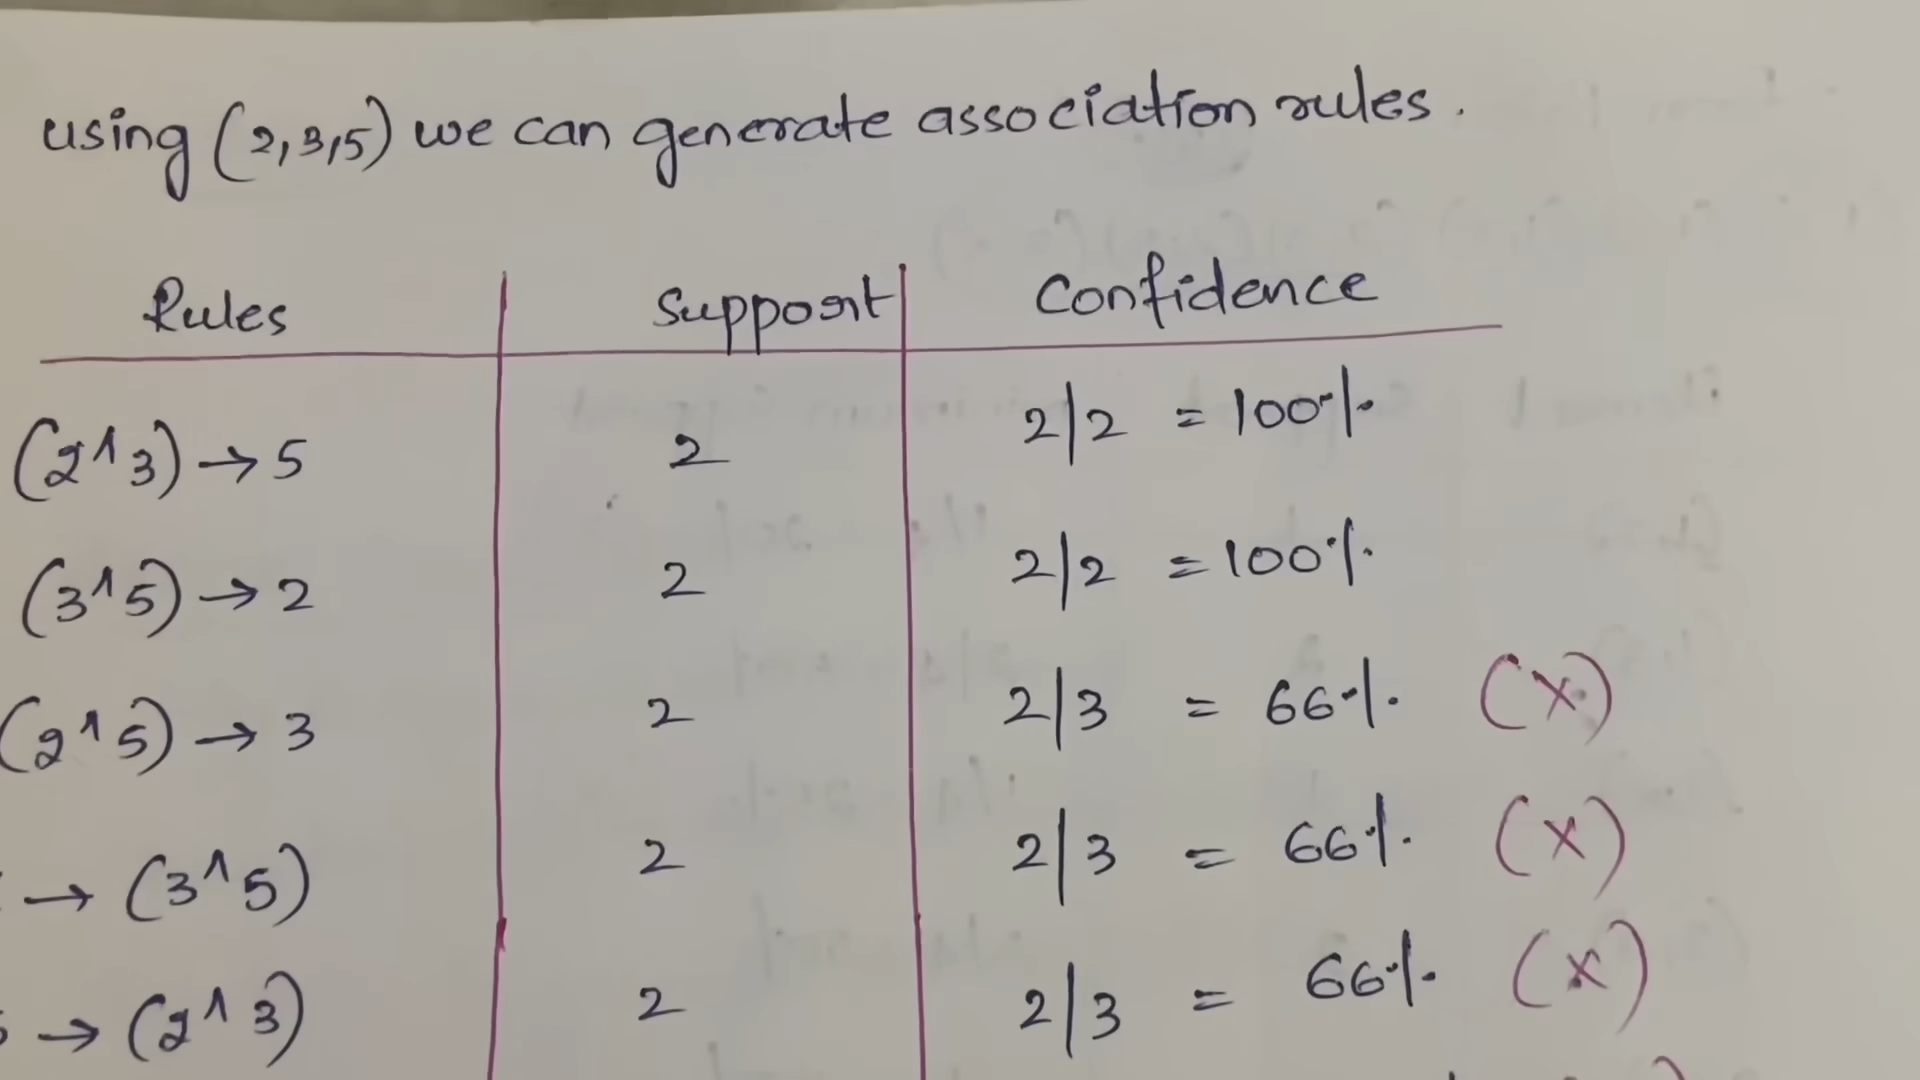 using (2,3,5) we can generate association rules.
Rules Support Confidence
(2^3) → 5 2 2/2 = 100%
(3^5) → 2 2 2/2 = 100%
(2^5) → 3 2 2/3 = 66% (x)
→ (3^5) 2 2/3 = 66% (x)
→ (2^3) 2 2/3 = 66% (x)